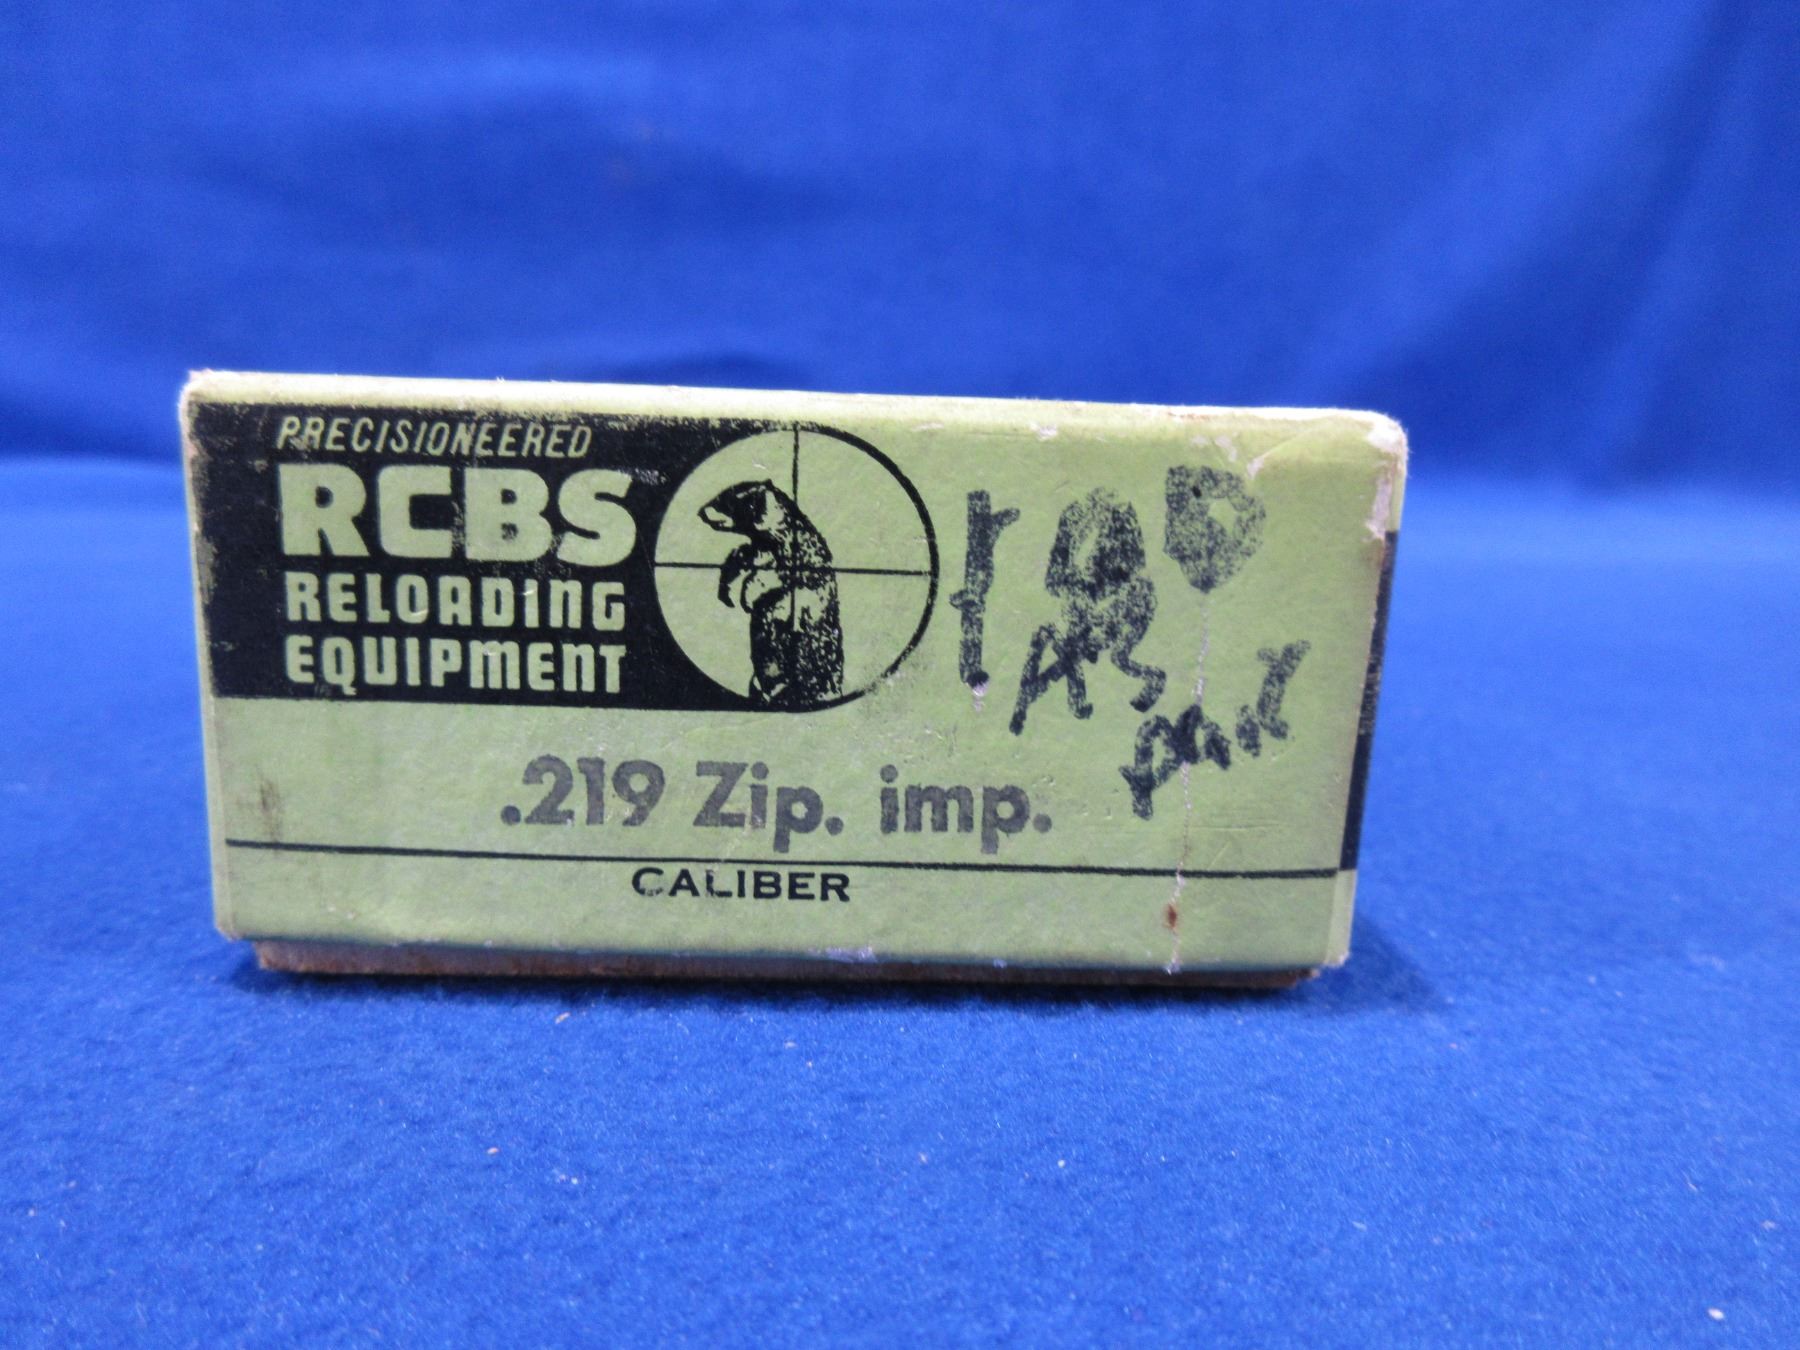 PRECISIONEERED
RCBS
RELOADING
EQUIPMENT
.219 Zip. imp.
CALIBER